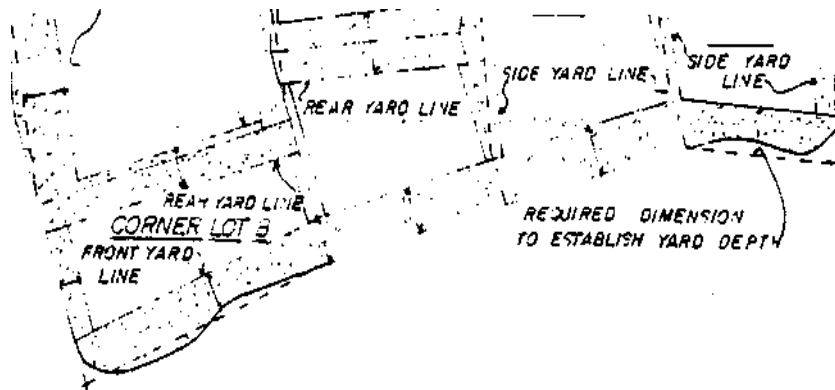 SIDE YARD
LINE
SIDE YARD LINE
REAR YARD LINE
REAR YARD LINE
CORNER LOT B
FRONT YARD
LINE
REQUIRED DIMENSION
TO ESTABLISH YARD DEPTH